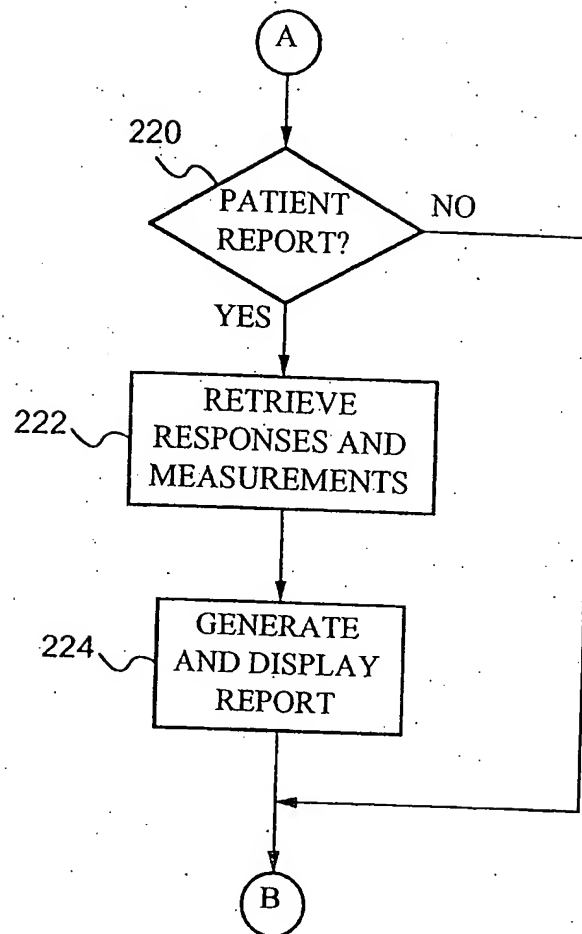 A
220
PATIENT
REPORT?
NO
YES
222
RETRIEVE
RESPONSES AND
MEASUREMENTS
224
GENERATE
AND DISPLAY
REPORT
B